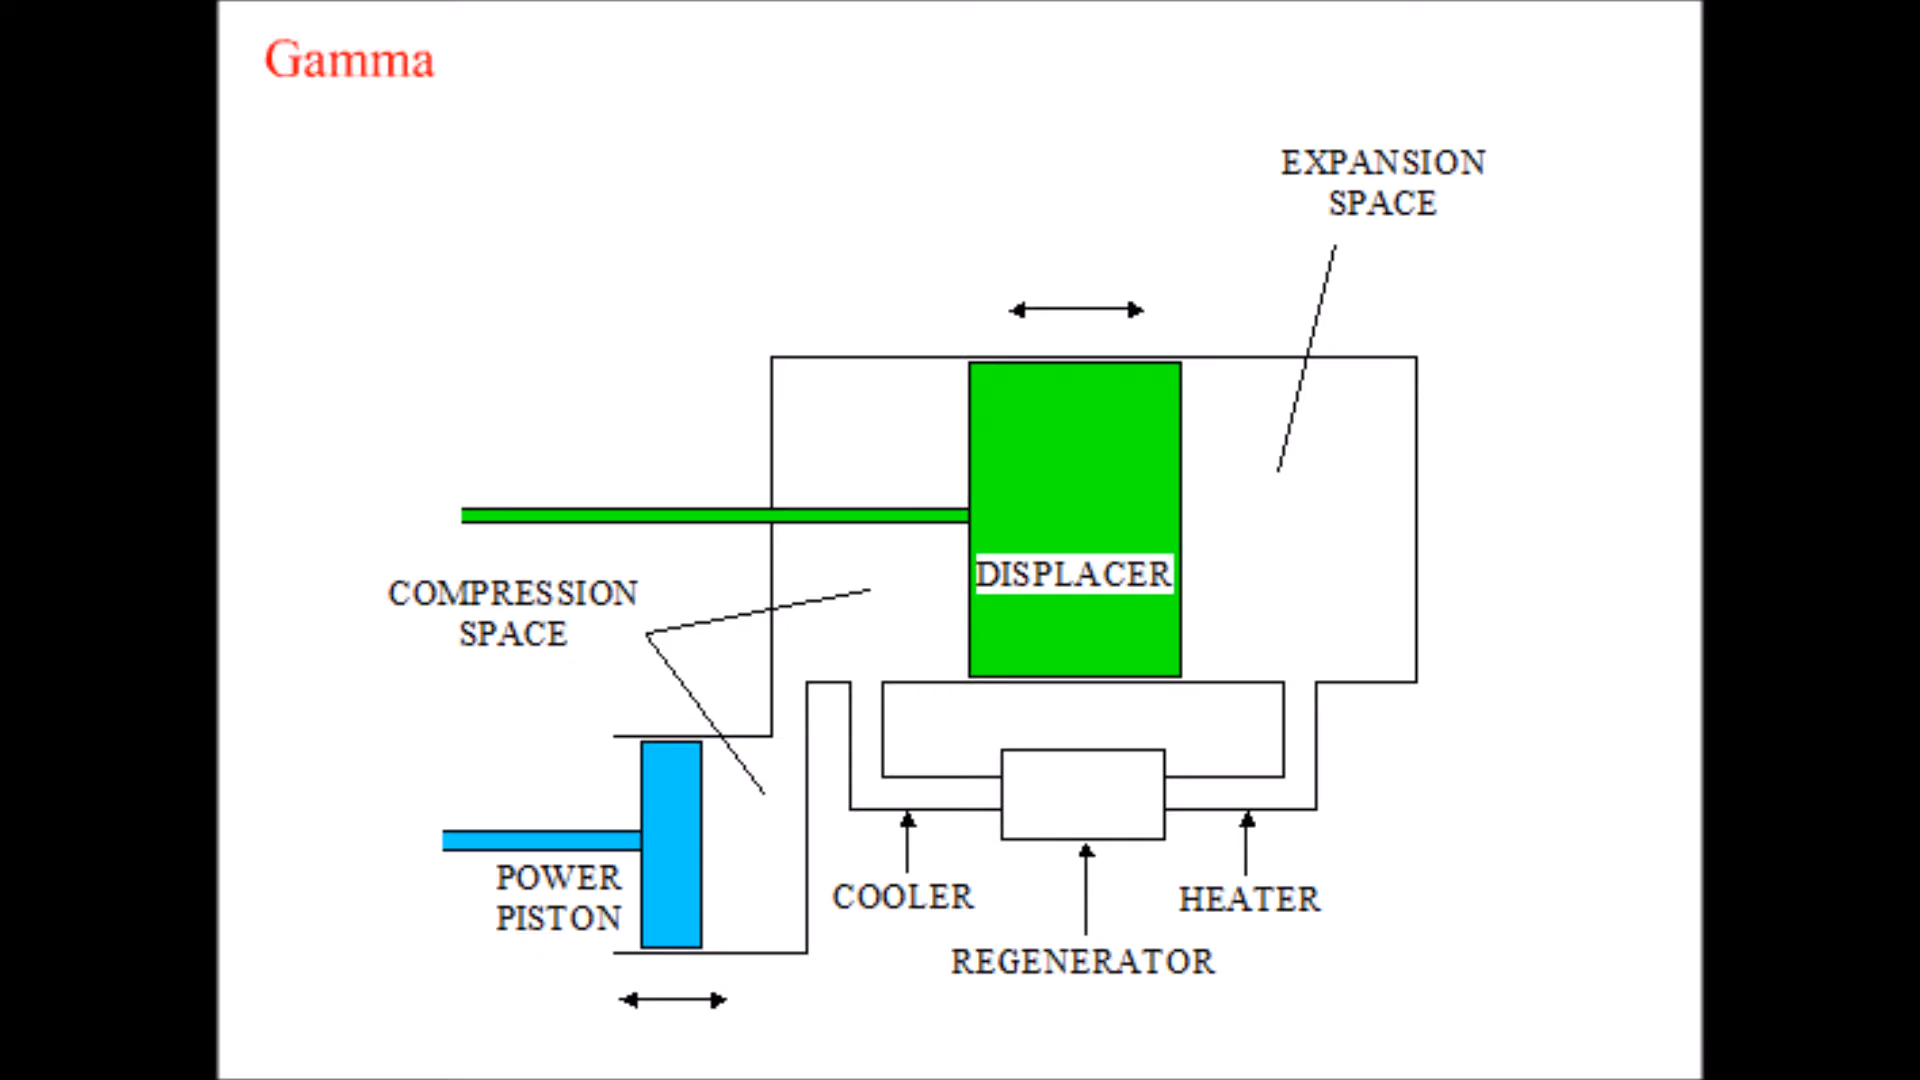 Gamma
EXPANSION
SPACE
DISPLACER
COMPRESSION
SPACE
POWER
PISTON
COOLER
HEATER
REGENERATOR